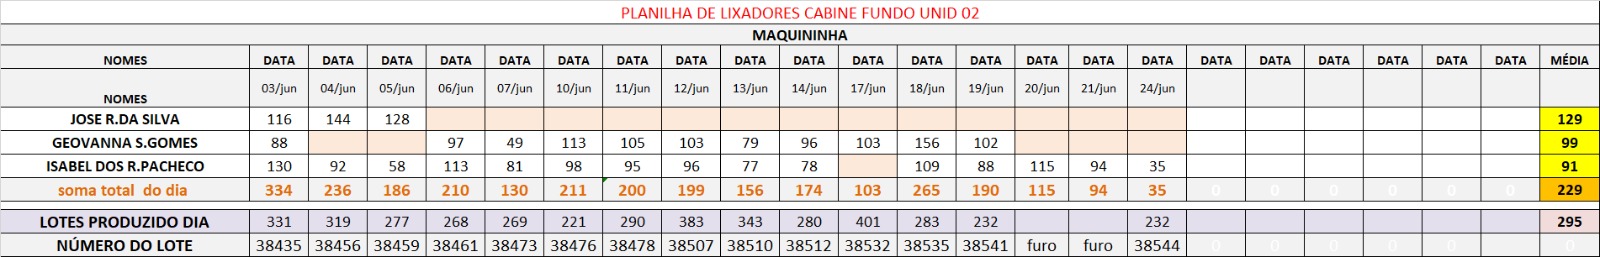 PLANILHA DE LIXADORES CABINE FUNDO UNID 02
MAQUININHA
NOMES DATA DATA DATA DATA DATA DATA DATA DATA DATA DATA DATA DATA DATA DATA DATA DATA DATA DATA DATA DATA DATA DATA MÉDIA
NOMES 03/jun 04/jun 05/jun 06/jun 07/jun 10/jun 11/jun 12/jun 13/jun 14/jun 17/jun 18/jun 19/jun 20/jun 21/jun 24/jun
JOSE R.DA SILVA 116 144 128 129
GEOVANNA S.GOMES 88 97 49 113 105 103 79 96 103 156 102 99
ISABEL DOS R.PACHECO 130 92 58 113 81 98 95 96 77 78 109 88 115 94 35 91
soma total do dia 334 236 186 210 130 211 200 199 156 174 103 265 190 115 94 35 0 0 0 0 0 0 229
LOTES PRODUZIDO DIA 331 319 277 268 269 221 290 383 343 280 401 283 232 232 295
NÚMERO DO LOTE 38435 38456 38459 38461 38473 38476 38478 38507 38510 38512 38532 38535 38541 furo furo 38544 0 0 0 0 0 0